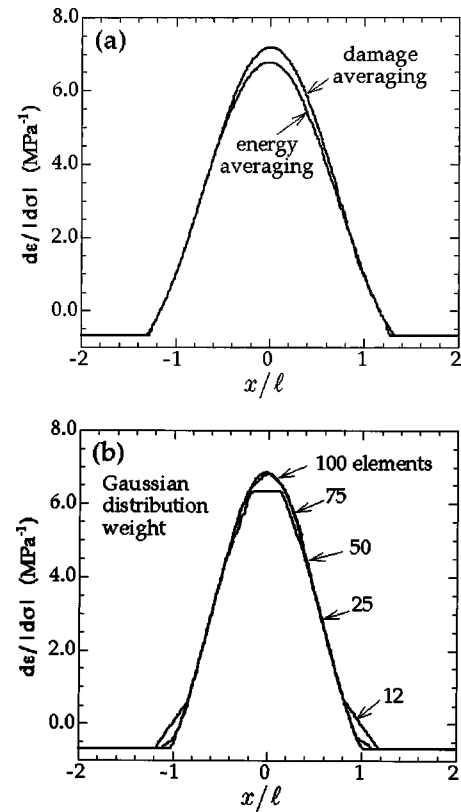 (a)
8.0
6.0
4.0
2.0
0.0
dε/|dσ| (MPa⁻¹)
damage
averaging
energy
averaging
-2 -1 0 1 2
x/ℓ
(b)
8.0
6.0
4.0
2.0
0.0
dε/|dσ| (MPa⁻¹)
Gaussian
distribution
weight
100 elements
75
50
25
12
-2 -1 0 1 2
x/ℓ